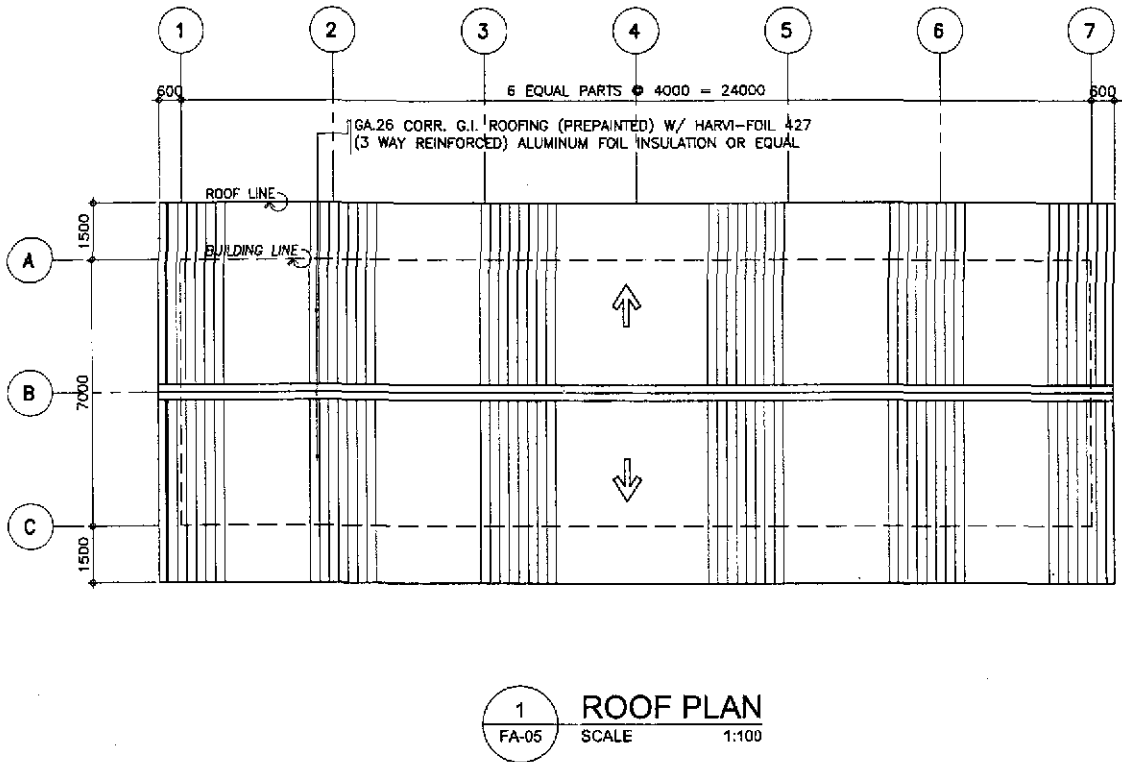 1 2 3 4 5 6 7
600 6 EQUAL PARTS @ 4000 = 24000 600
GA.26 CORR. G.I. ROOFING (PREPAINTED) W/ HARVI-FOIL 427
(3 WAY REINFORCED) ALUMINUM FOIL INSULATION OR EQUAL
ROOF LINE
1500
BUILDING LINE
A
B
7000
C
1500
1 ROOF PLAN
FA-05 SCALE 1:100